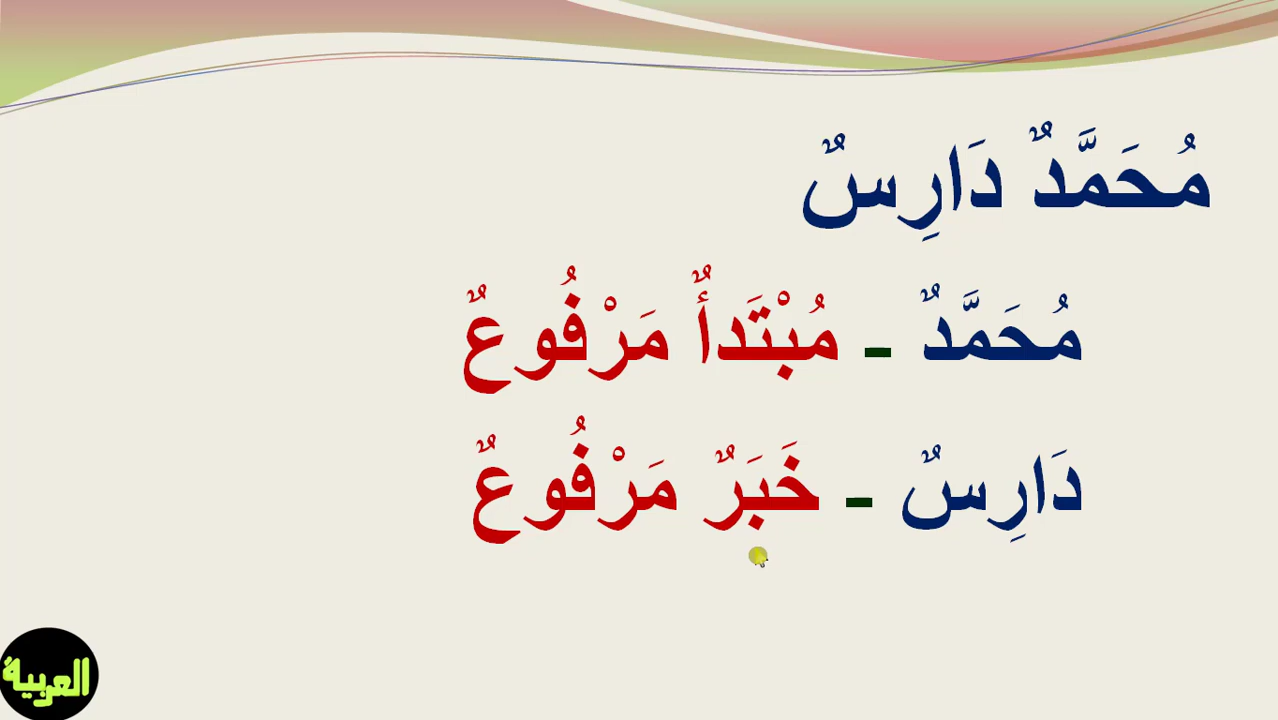 مُحَمَّدٌ دَارِسٌ
مُحَمَّدٌ - مُبْتَدأٌ مَرْفُوعٌ
دَارِسٌ - خَبَرٌ مَرْفُوعٌ
العربية